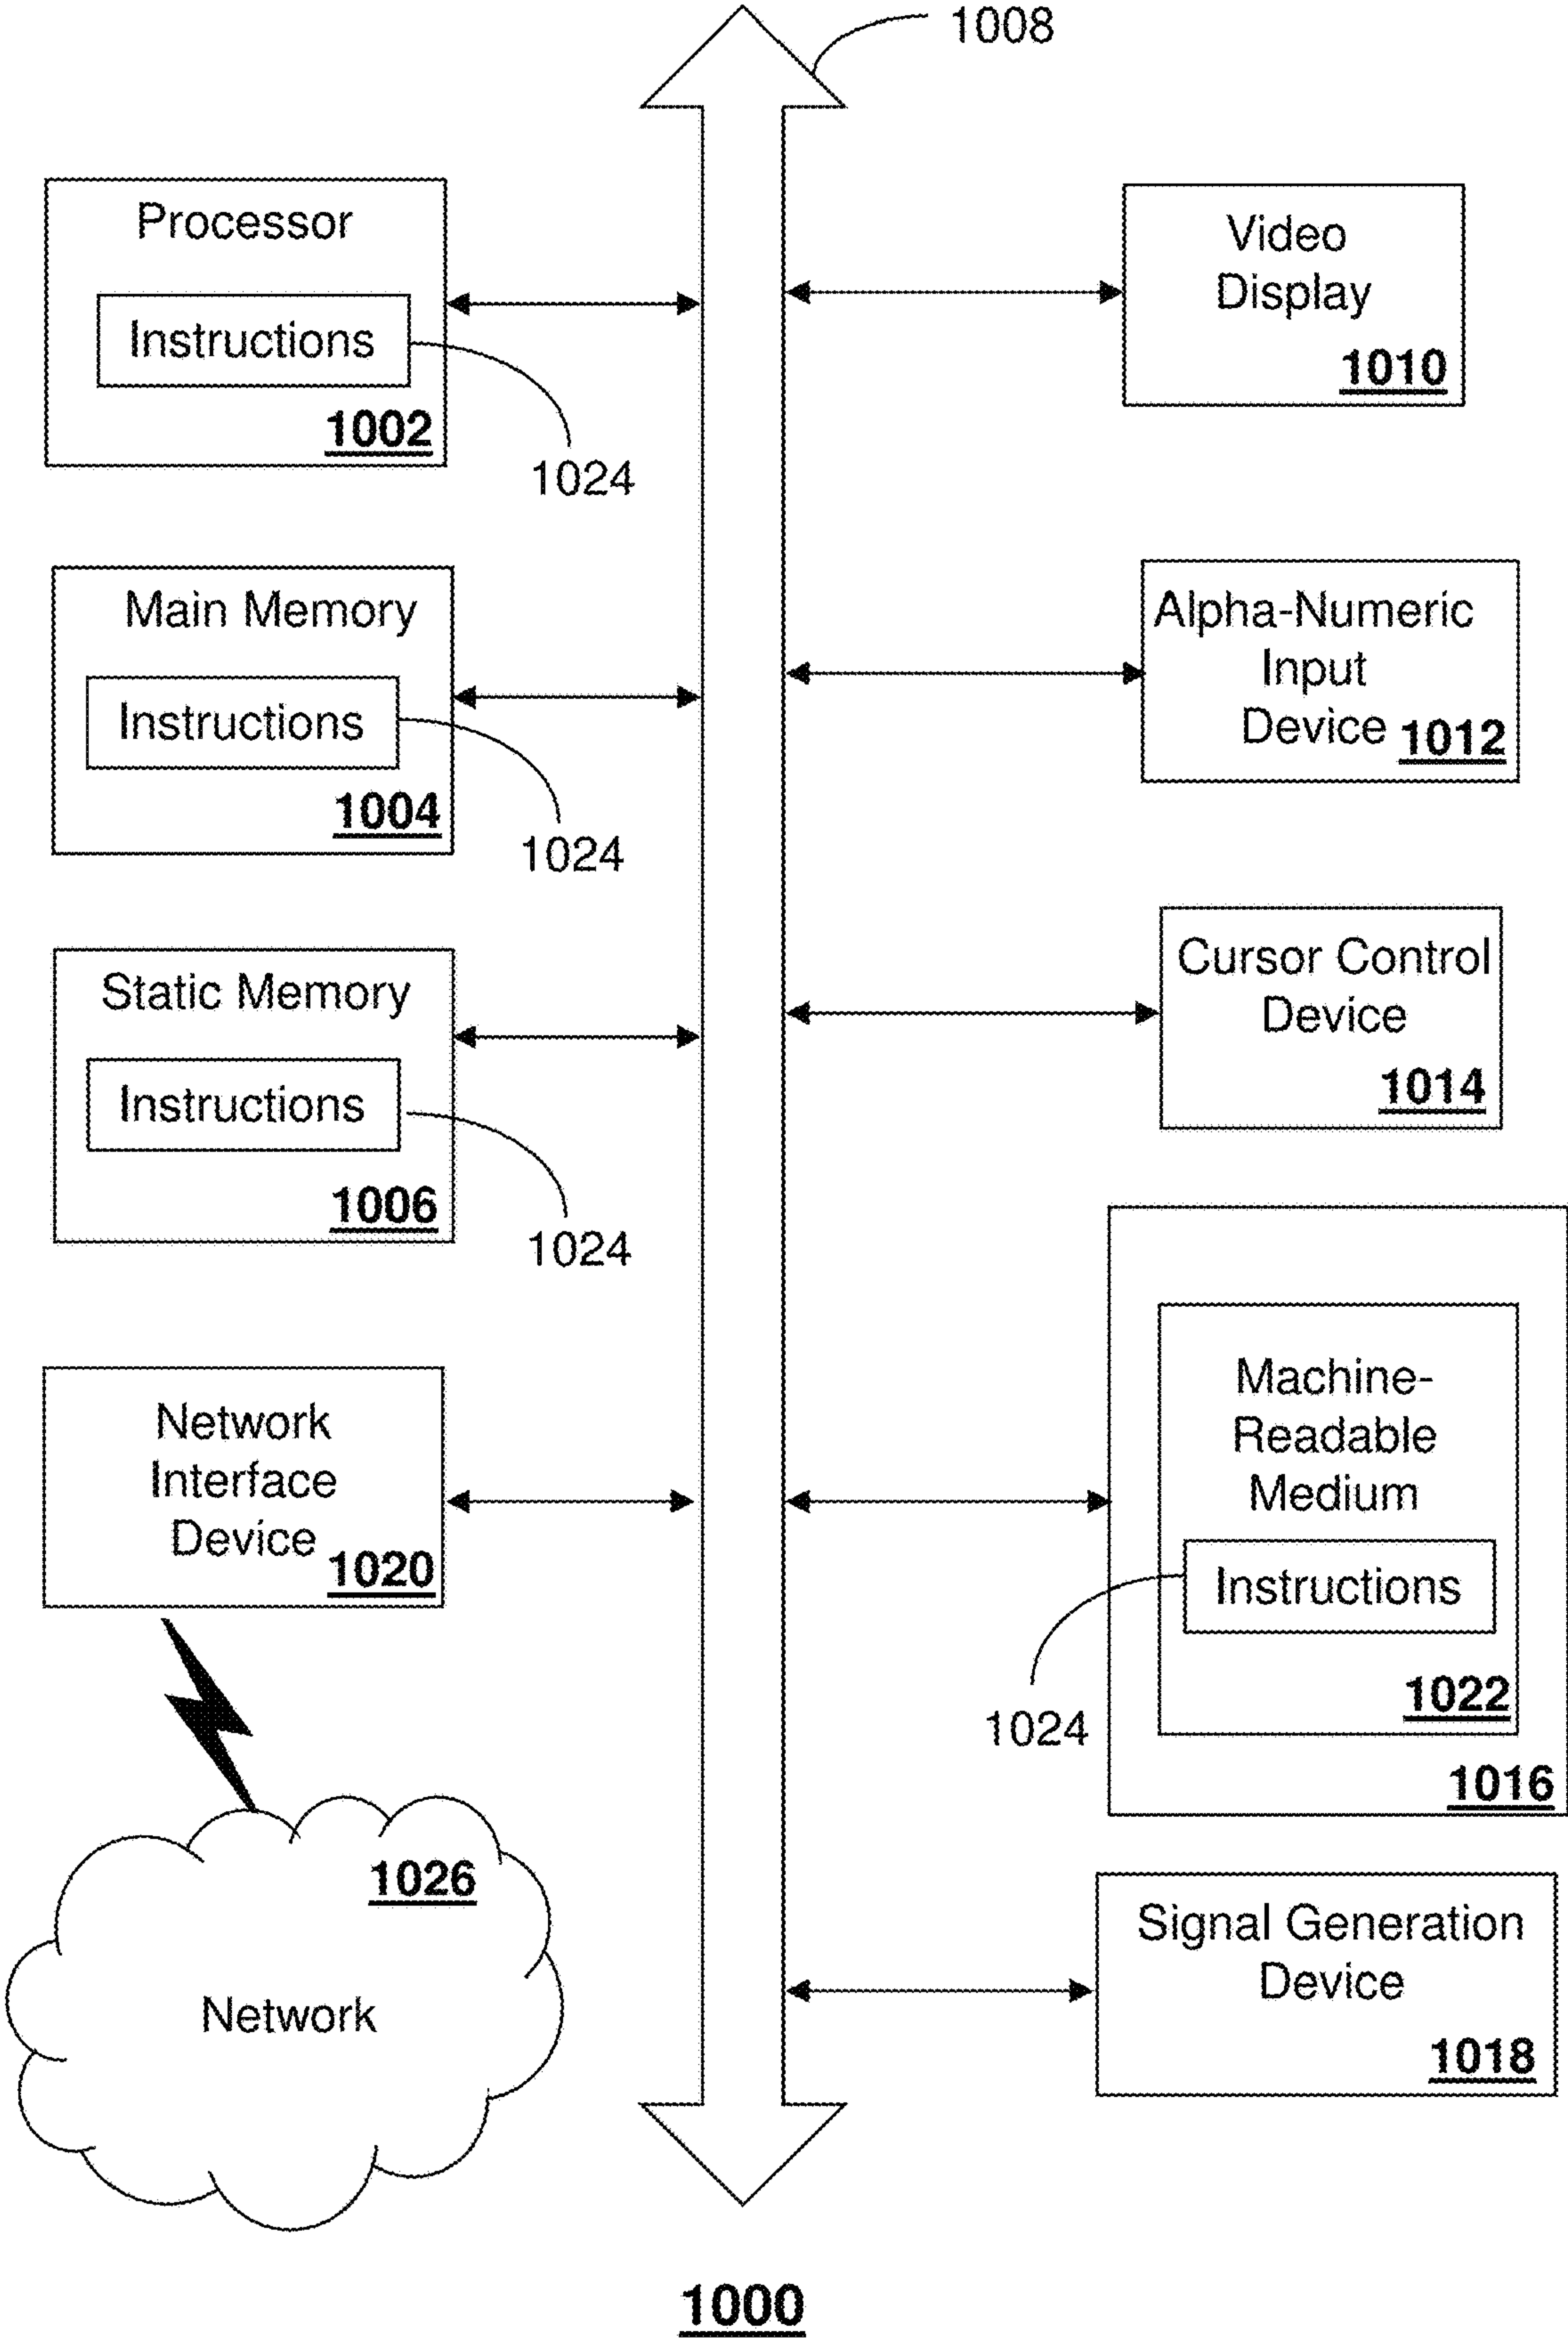 1008
Processor
Instructions
1002
1024
Video
Display
1010
Main Memory
Instructions
1004
1024
Alpha-Numeric
Input
Device 1012
Static Memory
Instructions
1006
1024
Cursor Control
Device
1014
Network
Interface
Device
1020
Machine-
Readable
Medium
Instructions
1024
1022
1016
1026
Network
Signal Generation
Device
1018
1000